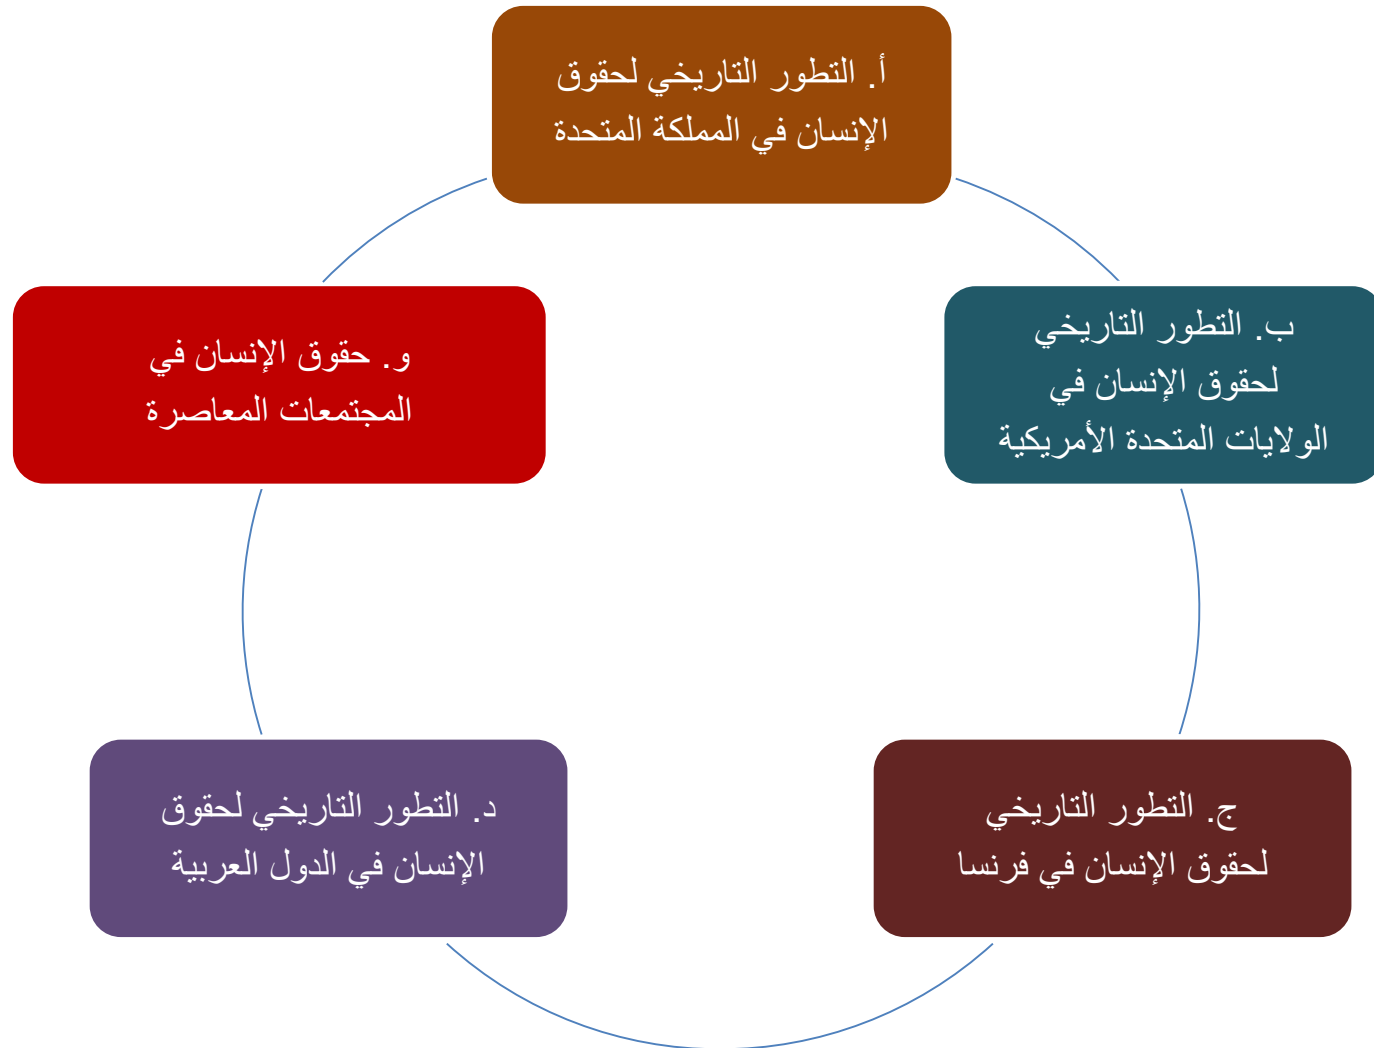 أ. التطور التاريخي لحقوق
الإنسان في المملكة المتحدة
ب. التطور التاريخي
لحقوق الإنسان في
الولايات المتحدة الأمريكية
ج. التطور التاريخي
لحقوق الإنسان في فرنسا
د. التطور التاريخي لحقوق
الإنسان في الدول العربية
و. حقوق الإنسان في
المجتمعات المعاصرة